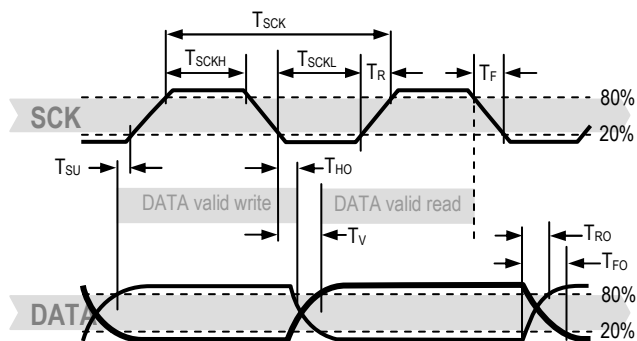 TSCK
TSCKH TSCKL TR TF
80%
SCK
20%
TSU THO
DATA valid write DATA valid read
TV TRO
TFO
80%
DATA
20%